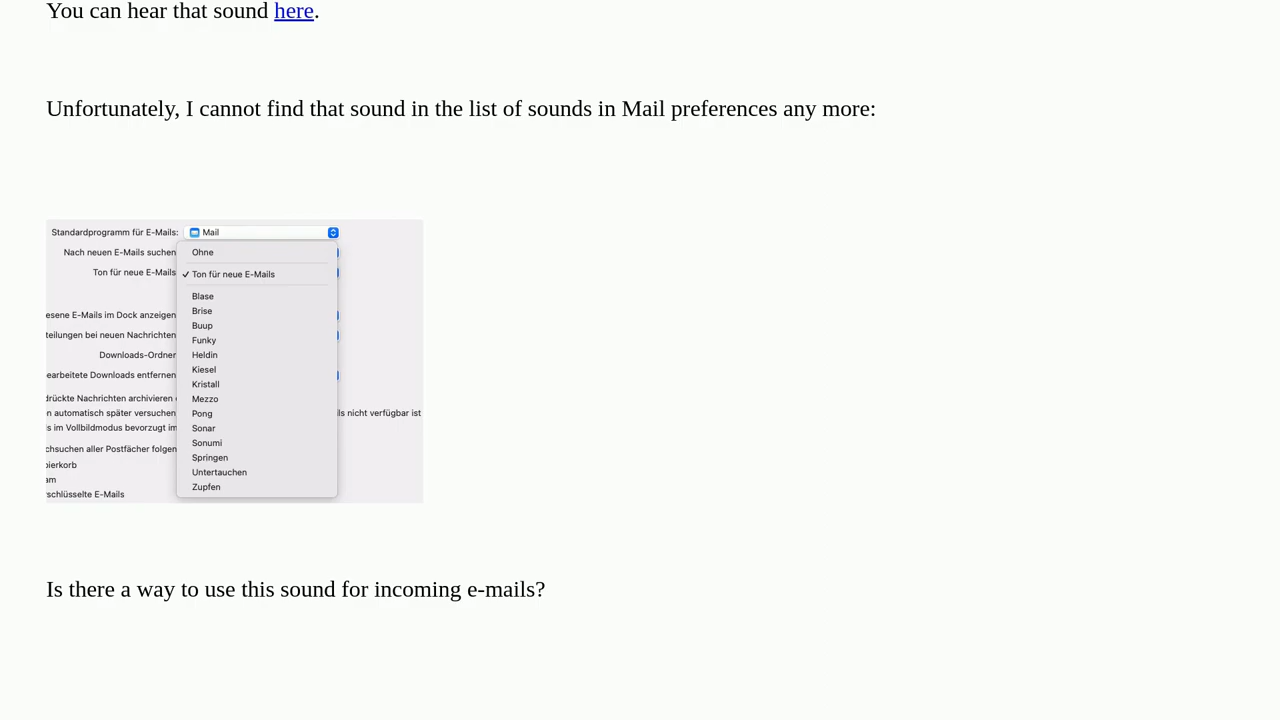 You can hear that sound here.
Unfortunately, I cannot find that sound in the list of sounds in Mail preferences any more:
Standardprogramm für E-Mails: Mail
Nach neuen E-Mails suchen Ohne
Ton für neue E-Mails ✓ Ton für neue E-Mails
Blase
Brise
esene E-Mails im Dock anzeigen Buup
teilungen bei neuen Nachrichten Funky
Downloads-Ordner Heldin
earbeitete Downloads entfernen Kiesel
Kristall
drückte Nachrichten archivieren Mezzo
n automatisch später versuchen Pong ls nicht verfügbar ist
s im Vollbildmodus bevorzugt im Sonar
Sonumi
chsuchen aller Postfächer folgen Springen
pierkorb
am Untertauchen
rschlüsselte E-Mails Zupfen
Is there a way to use this sound for incoming e-mails?